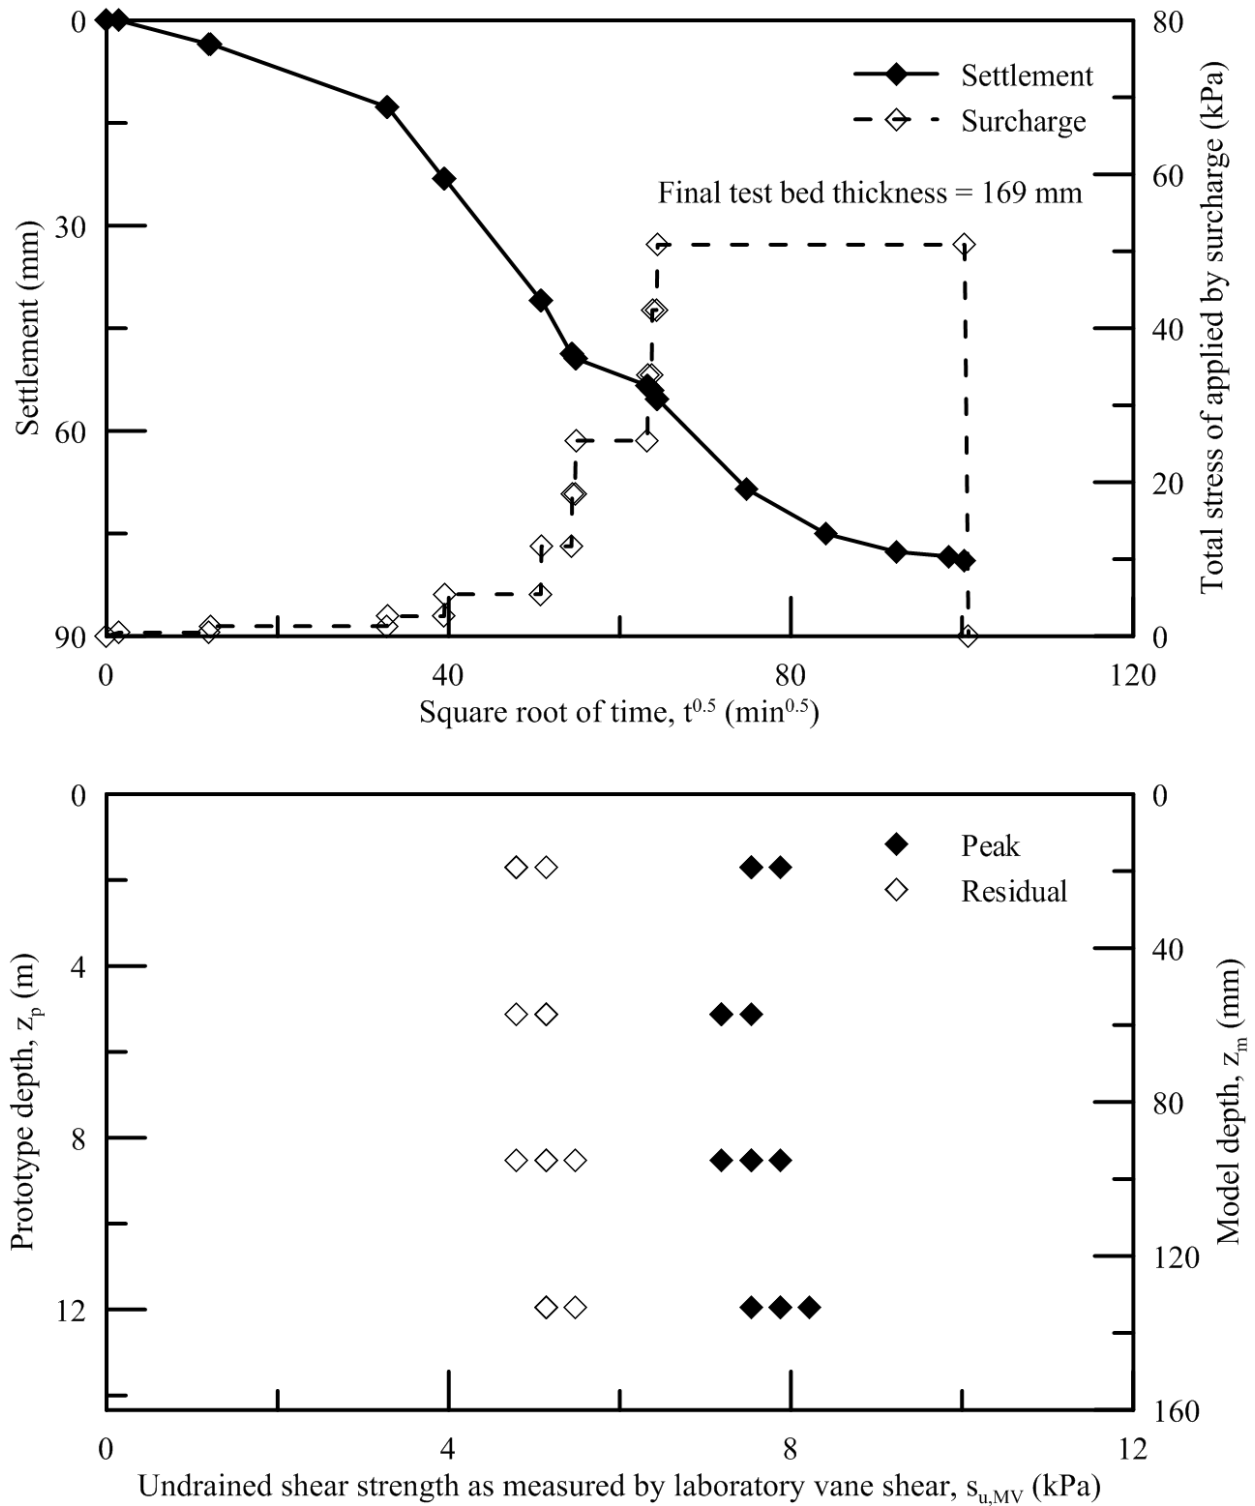 0
30
60
90
Settlement (mm)
80
60
40
20
0
Total stress of applied by surcharge (kPa)
Settlement
Surcharge
Final test bed thickness = 169 mm
0 40 80 120
Square root of time, t^0.5 (min^0.5)
0
4
8
12
Prototype depth, z_p (m)
0
40
80
120
160
Model depth, z_m (mm)
Peak
Residual
0 4 8 12
Undrained shear strength as measured by laboratory vane shear, s_u,MV (kPa)